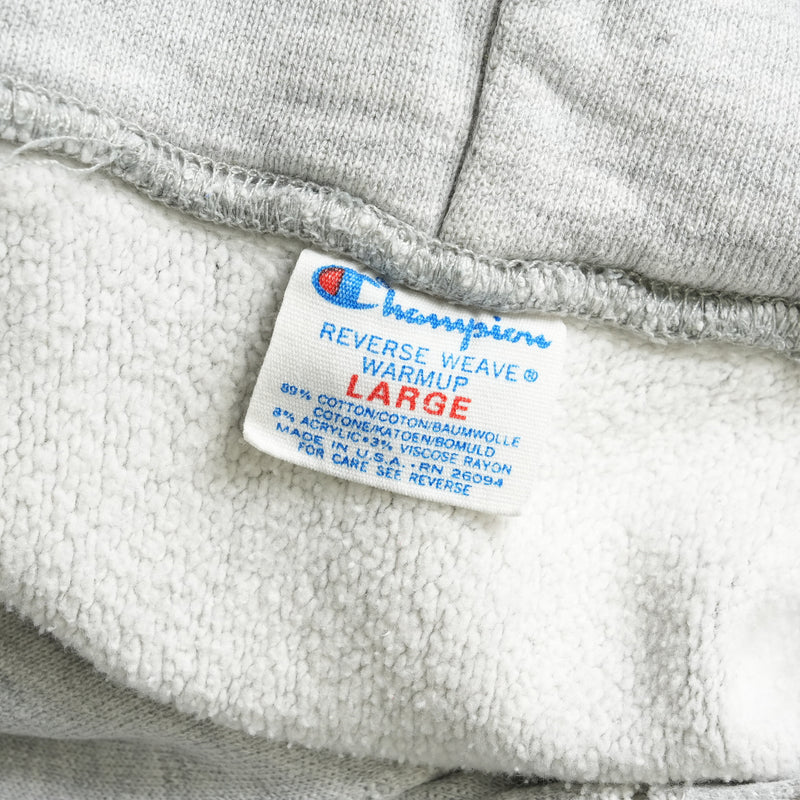 Champion
REVERSE WEAVE®
WARMUP
LARGE
89% COTTON/COTON/BAUMWOLLE
COTONE/KATOEN/BOMULD
8% ACRYLIC•3% VISCOSE RAYON
MADE IN U.S.A.•RN 26094
FOR CARE SEE REVERSE